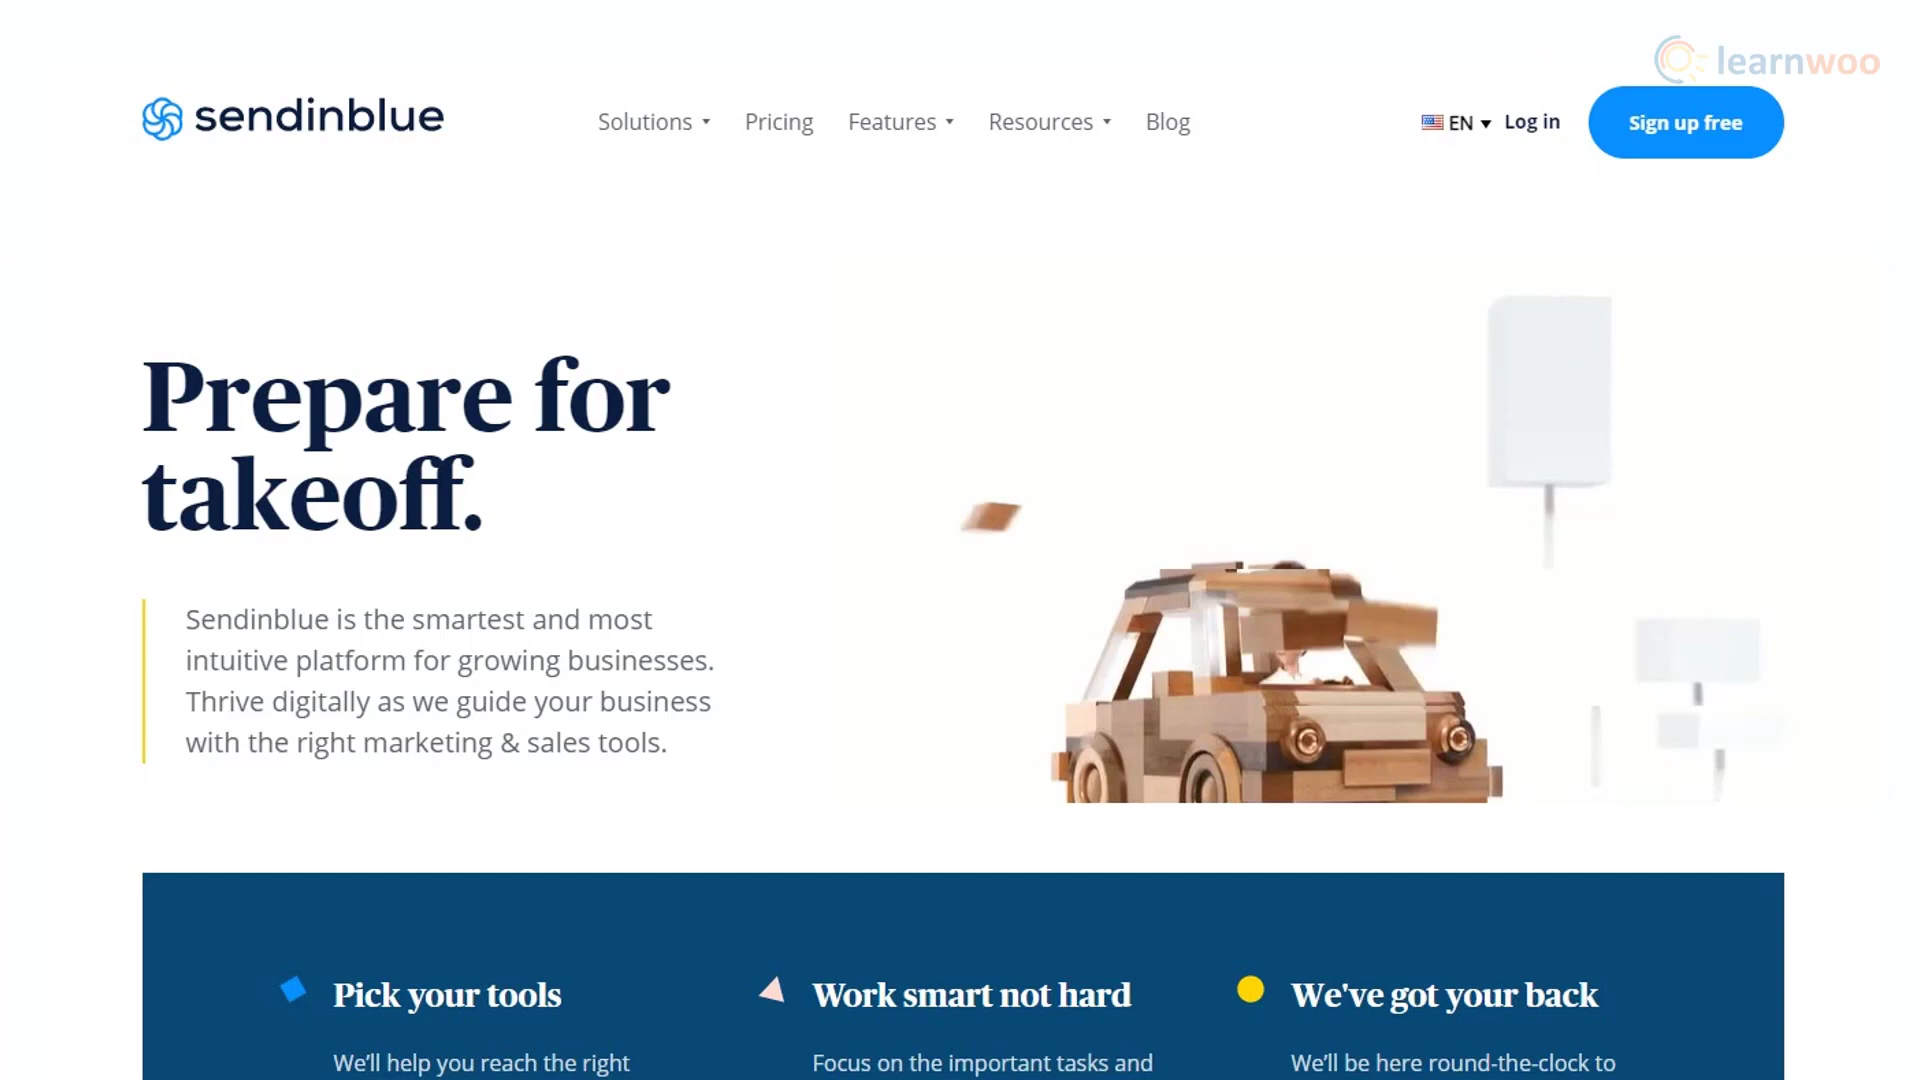 learnwoo
sendinblue
Solutions Pricing Features Resources Blog
EN Log in Sign up free
Prepare for
takeoff.
Sendinblue is the smartest and most
intuitive platform for growing businesses.
Thrive digitally as we guide your business
with the right marketing & sales tools.
Pick your tools
We'll help you reach the right
Work smart not hard
Focus on the important tasks and
We've got your back
We'll be here round-the-clock to